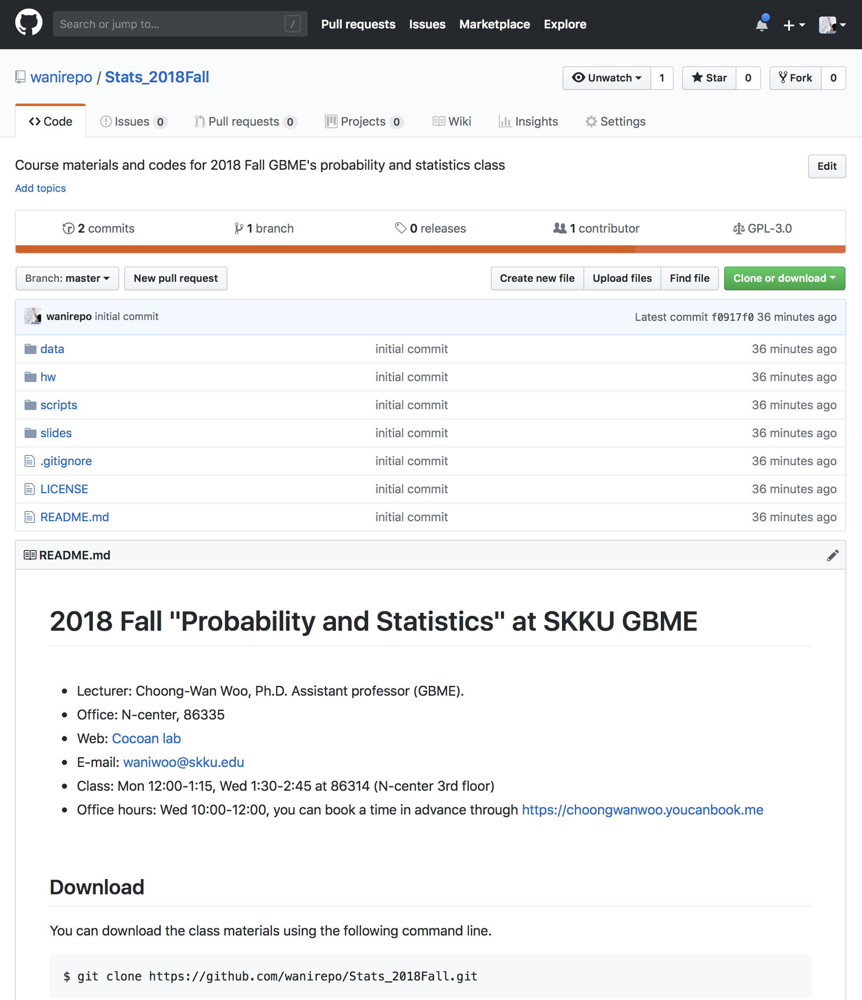 Search or jump to... /
Pull requests Issues Marketplace Explore
wanirepo / Stats_2018Fall
Unwatch 1 Star 0 Fork 0
Code Issues 0 Pull requests 0 Projects 0 Wiki Insights Settings
Course materials and codes for 2018 Fall GBME's probability and statistics class
Edit
Add topics
2 commits 1 branch 0 releases 1 contributor GPL-3.0
Branch: master New pull request Create new file Upload files Find file Clone or download
wanirepo initial commit Latest commit f0917f0 36 minutes ago
data initial commit 36 minutes ago
hw initial commit 36 minutes ago
scripts initial commit 36 minutes ago
slides initial commit 36 minutes ago
.gitignore initial commit 36 minutes ago
LICENSE initial commit 36 minutes ago
README.md initial commit 36 minutes ago
README.md
2018 Fall "Probability and Statistics" at SKKU GBME
• Lecturer: Choong-Wan Woo, Ph.D. Assistant professor (GBME).
• Office: N-center, 86335
• Web: Cocoan lab
• E-mail: waniwoo@skku.edu
• Class: Mon 12:00-1:15, Wed 1:30-2:45 at 86314 (N-center 3rd floor)
• Office hours: Wed 10:00-12:00, you can book a time in advance through https://choongwanwoo.youcanbook.me
Download
You can download the class materials using the following command line.
$ git clone https://github.com/wanirepo/Stats_2018Fall.git